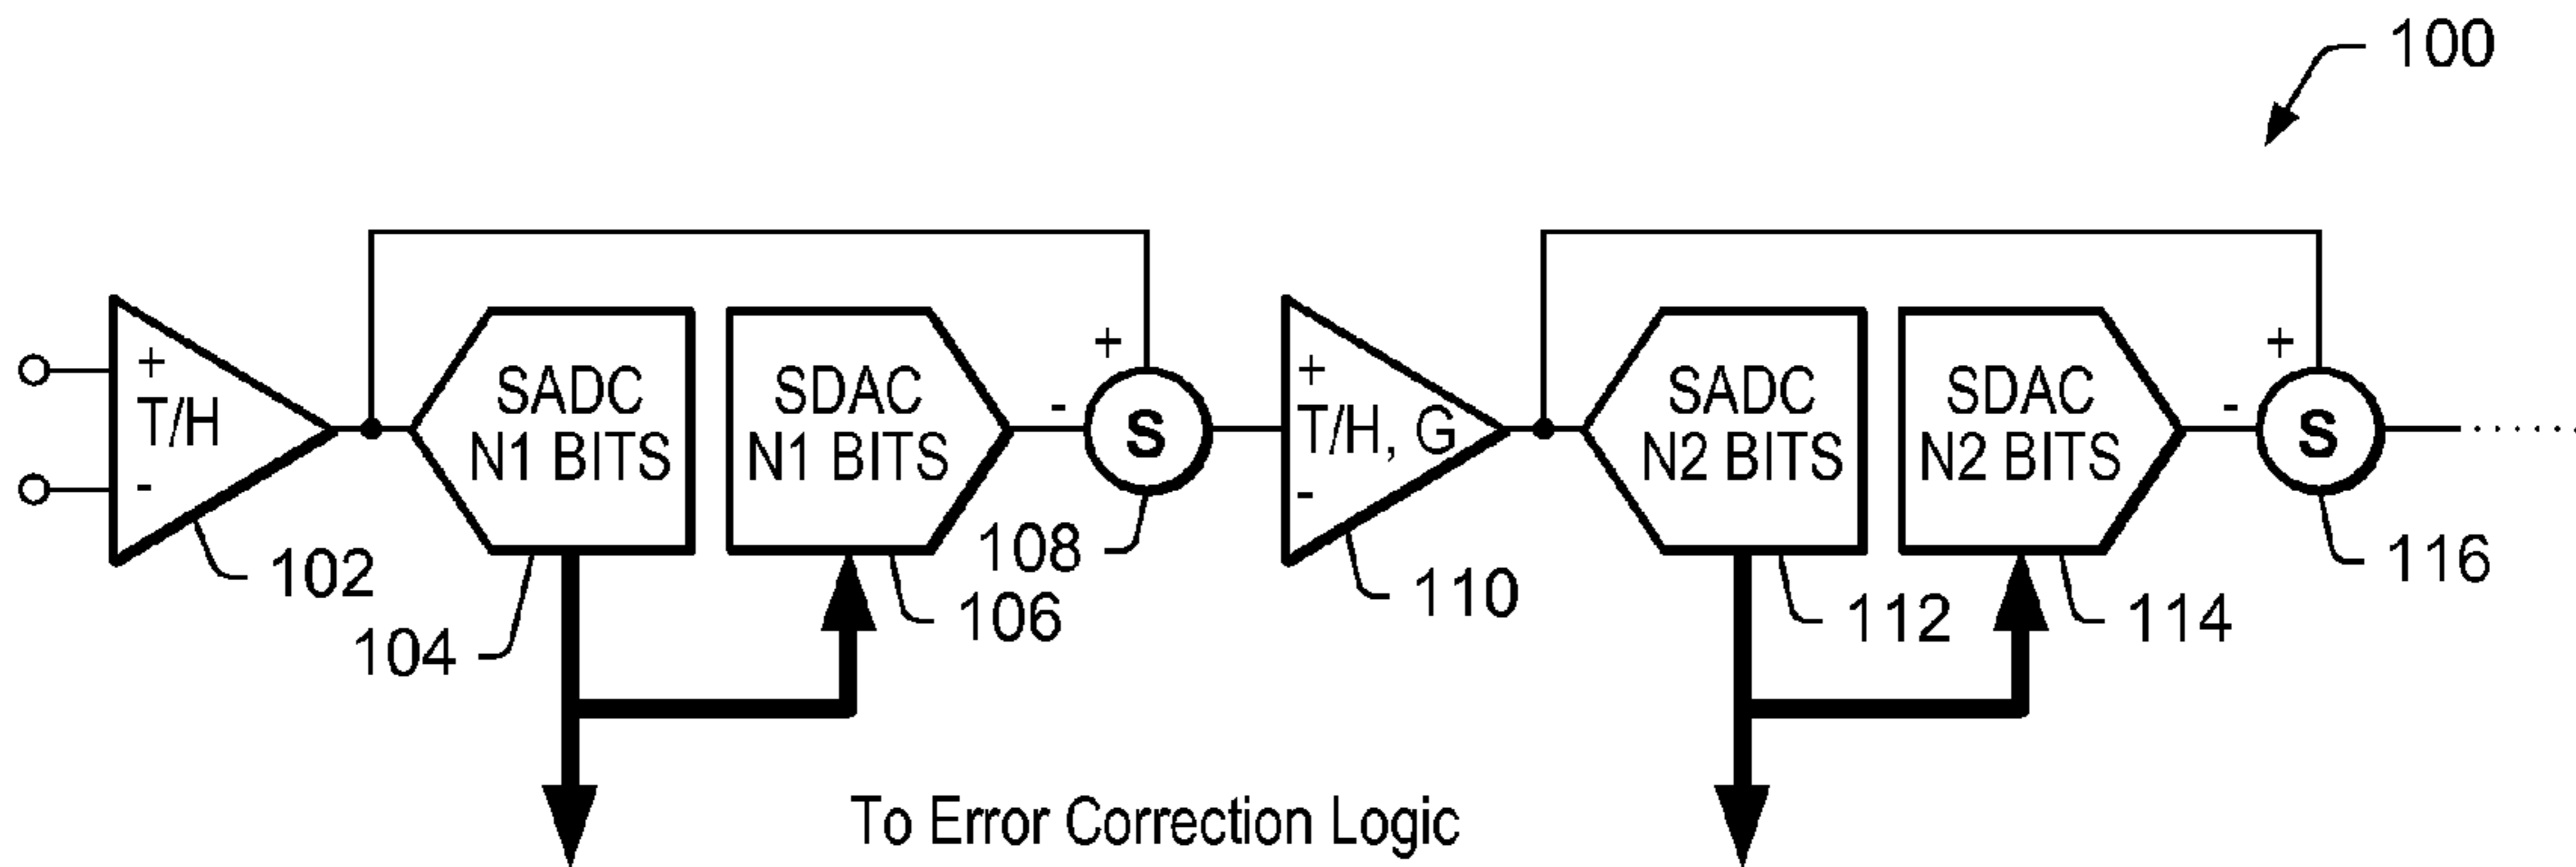 100
+
T/H
-
102
SADC
N1 BITS
104
SDAC
N1 BITS
106
+
-
S
108
+
T/H, G
-
110
SADC
N2 BITS
112
SDAC
N2 BITS
114
+
-
S
116
To Error Correction Logic